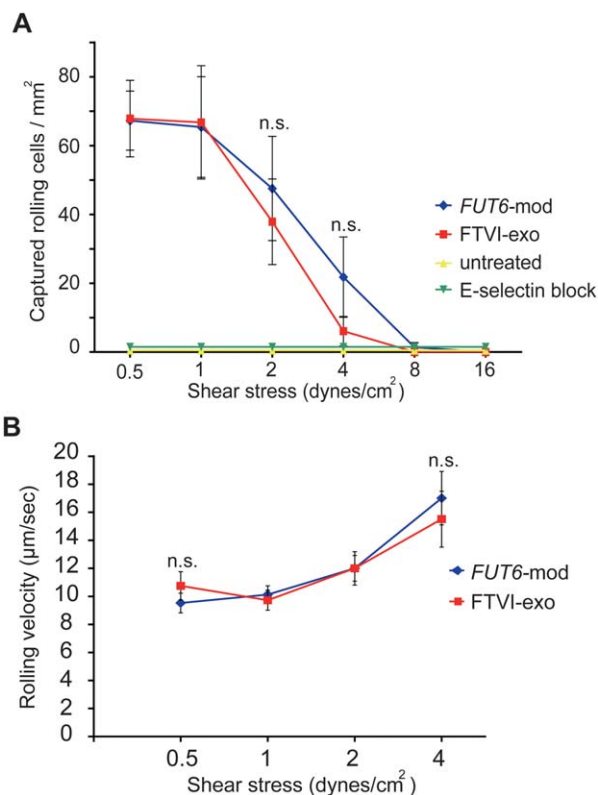 A
Captured rolling cells / mm²
80
60
40
20
0
n.s.
n.s.
FUT6-mod
FTVI-exo
untreated
E-selectin block
0.5 1 2 4 8 16
Shear stress (dynes/cm²)
B
Rolling velocity (µm/sec)
20
18
16
14
12
10
8
6
4
2
0
n.s.
n.s.
FUT6-mod
FTVI-exo
0.5 1 2 4
Shear stress (dynes/cm²)